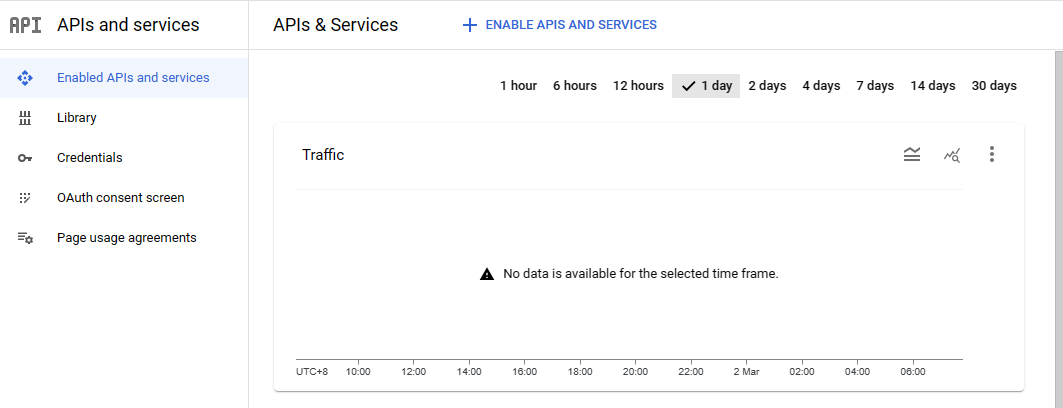 API APIs and services
APIs & Services
ENABLE APIS AND SERVICES
Enabled APIs and services
Library
Credentials
OAuth consent screen
Page usage agreements
1 hour 6 hours 12 hours 1 day 2 days 4 days 7 days 14 days 30 days
Traffic
No data is available for the selected time frame.
UTC+8 10:00 12:00 14:00 16:00 18:00 20:00 22:00 2 Mar 02:00 04:00 06:00